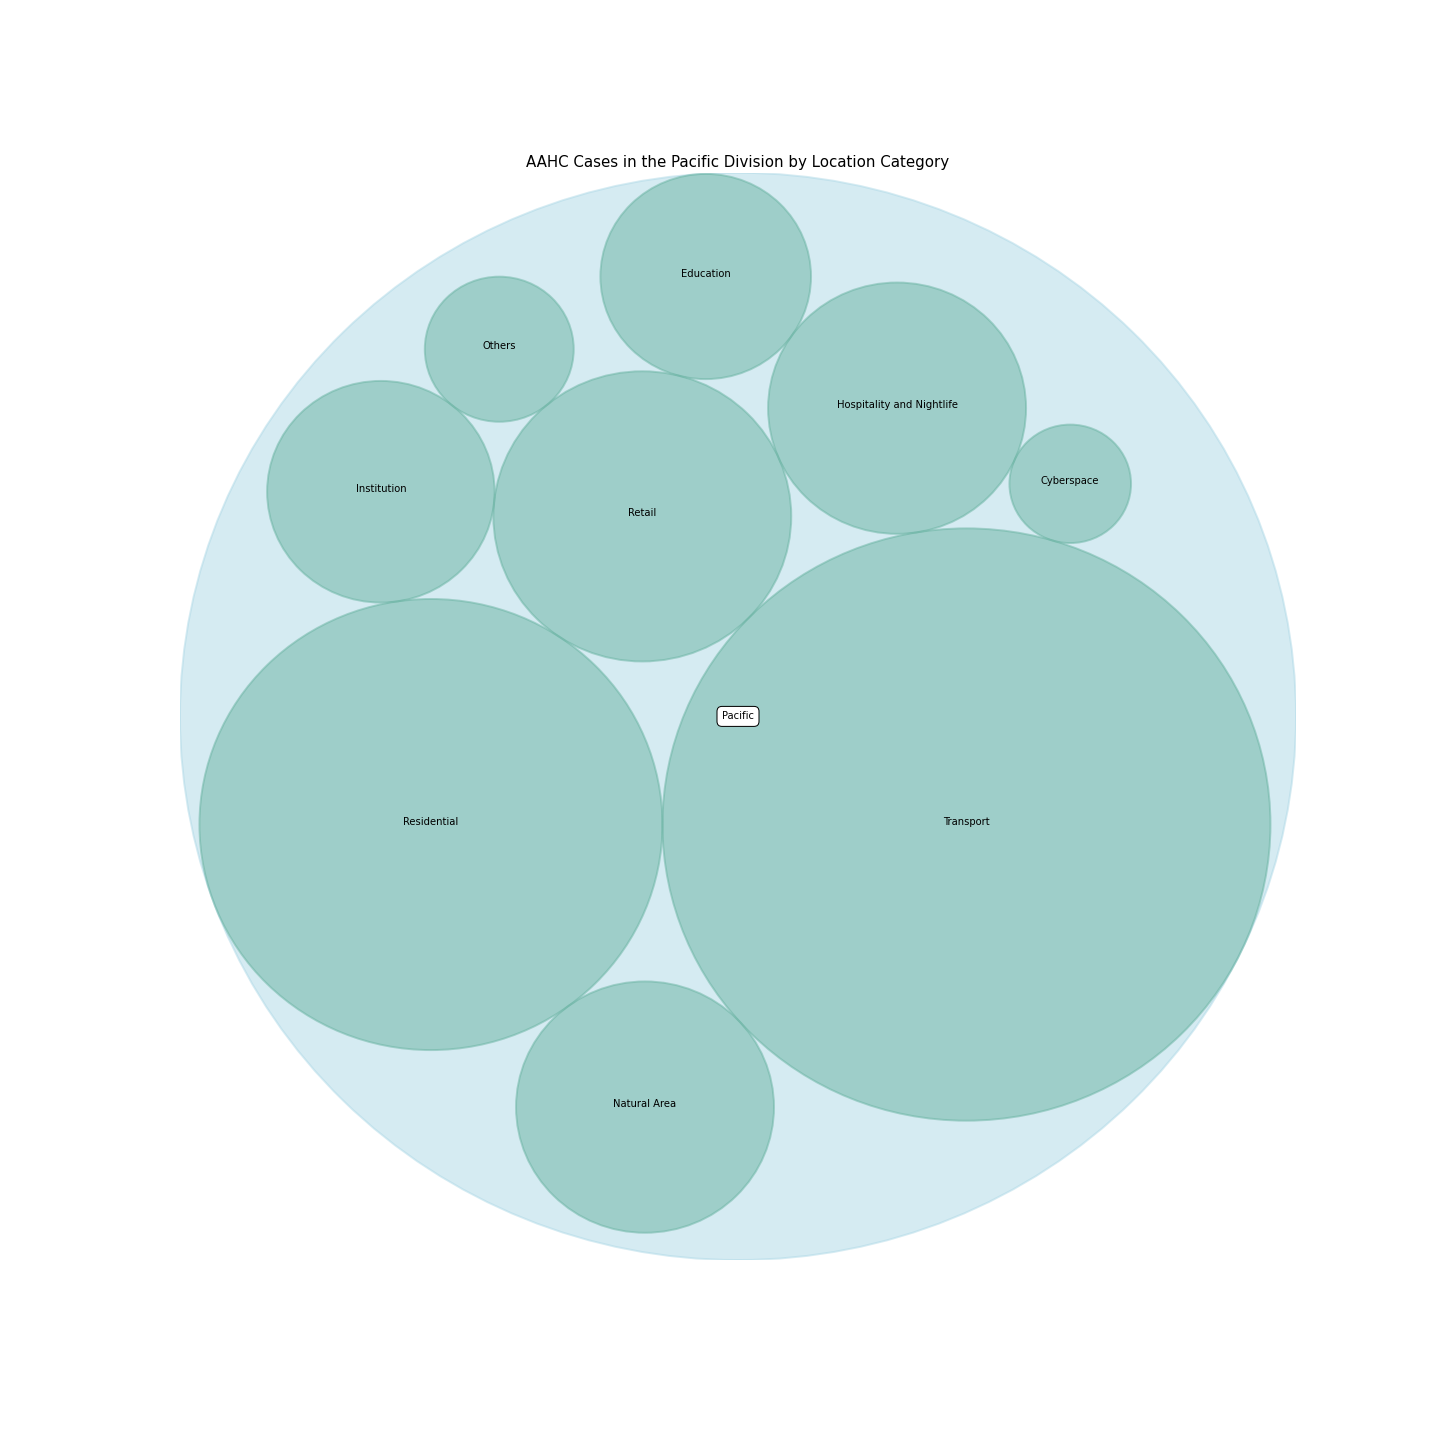 AAHC Cases in the Pacific Division by Location Category
Education
Others
Hospitality and Nightlife
Cyberspace
Institution
Retail
Pacific
Residential
Transport
Natural Area